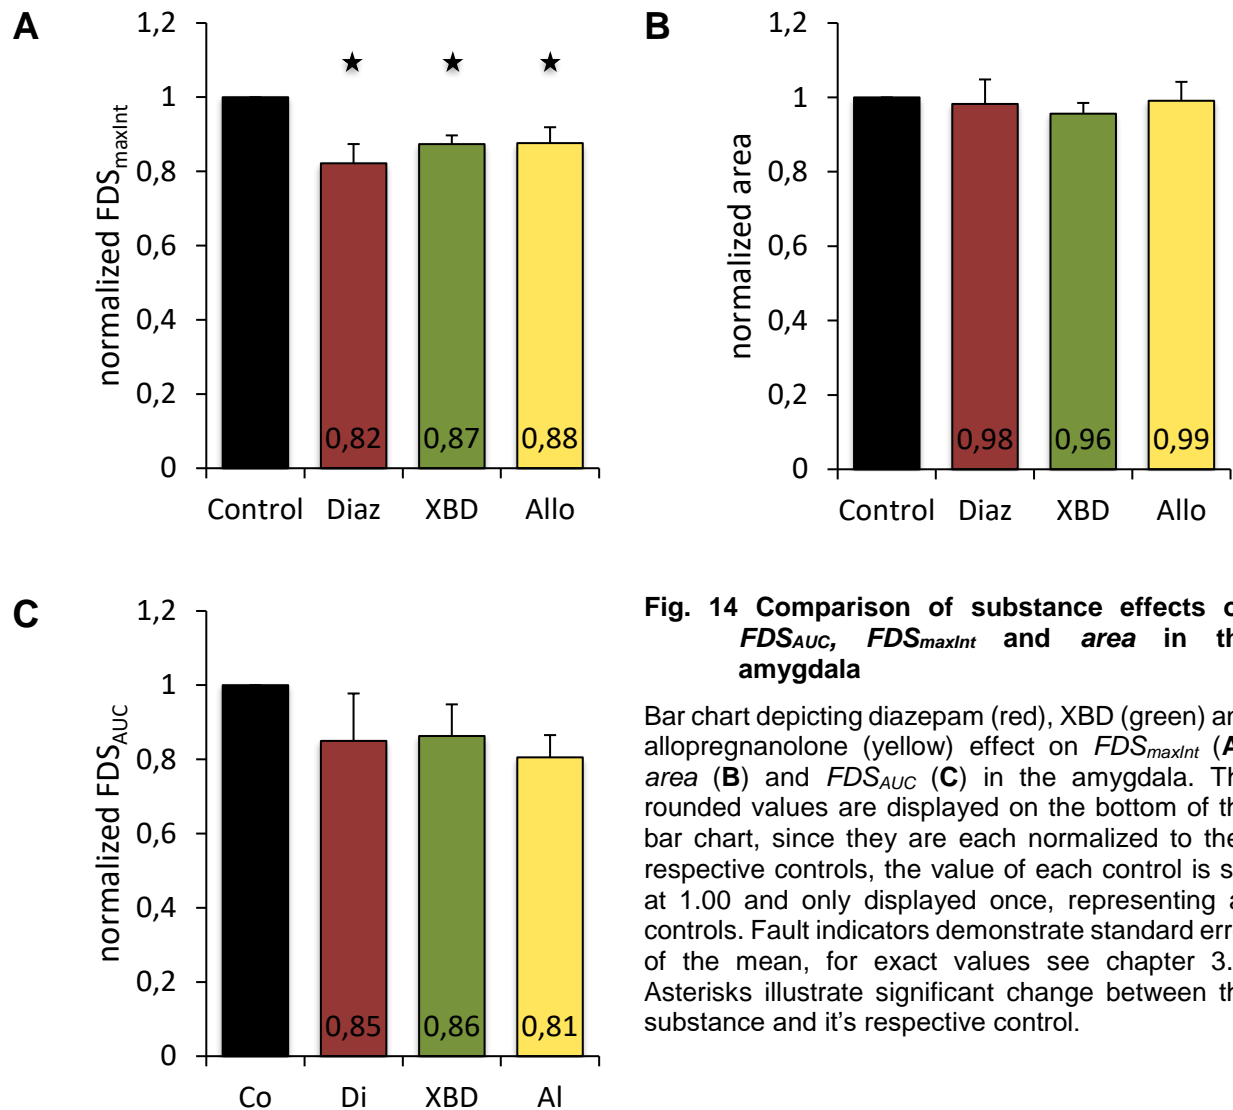 A
1,2
1
0,8
0,6
0,4
0,2
0
normalized FDSmaxInt
★ ★ ★
0,82 0,87 0,88
Control Diaz XBD Allo
B
1,2
1
0,8
0,6
0,4
0,2
0
normalized area
0,98 0,96 0,99
Control Diaz XBD Allo
C
1,2
1
0,8
0,6
0,4
0,2
0
normalized FDSAUC
0,85 0,86 0,81
Co Di XBD Al
Fig. 14 Comparison of substance effects o
FDSAUC, FDSmaxInt and area in th
amygdala
Bar chart depicting diazepam (red), XBD (green) an
allopregnanolone (yellow) effect on FDSmaxInt (A
area (B) and FDSAUC (C) in the amygdala. Th
rounded values are displayed on the bottom of th
bar chart, since they are each normalized to the
respective controls, the value of each control is s
at 1.00 and only displayed once, representing a
controls. Fault indicators demonstrate standard err
of the mean, for exact values see chapter 3.
Asterisks illustrate significant change between th
substance and it’s respective control.